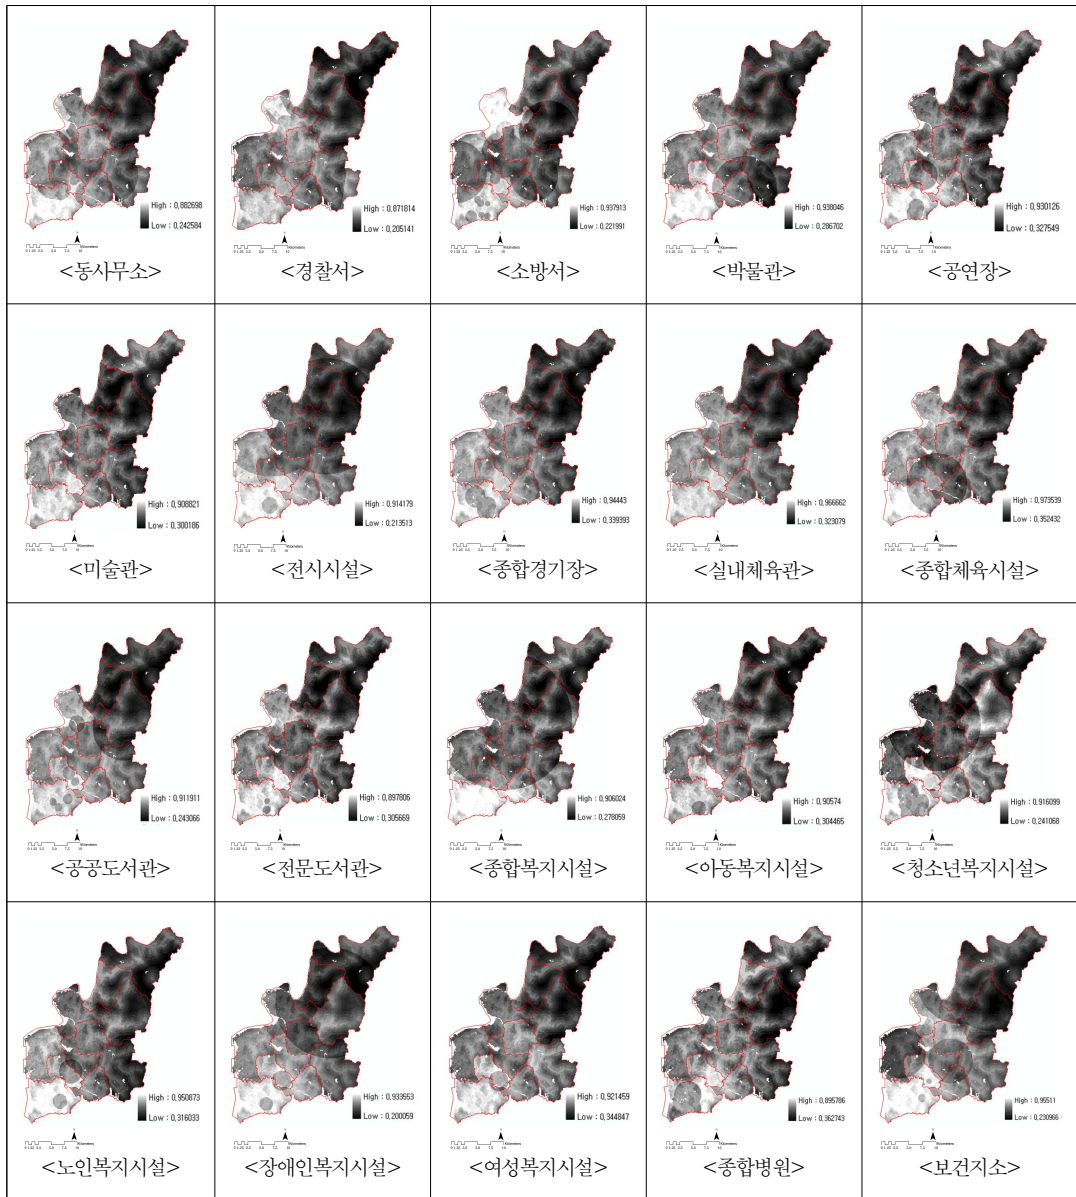 High : 0,882698
Low : 0,242584
<동사무소>
High : 0,871814
Low : 0,205141
<경찰서>
High : 0,937913
Low : 0,221991
<소방서>
High : 0,938046
Low : 0,286702
<박물관>
High : 0,930126
Low : 0,327549
<공연장>
High : 0,908821
Low : 0,300186
<미술관>
High : 0,914179
Low : 0,213513
<전시시설>
High : 0,94443
Low : 0,339393
<종합경기장>
High : 0,966662
Low : 0,323079
<실내체육관>
High : 0,973539
Low : 0,352432
<종합체육시설>
High : 0,911911
Low : 0,243066
<공공도서관>
High : 0,897806
Low : 0,305669
<전문도서관>
High : 0,906024
Low : 0,278059
<종합복지시설>
High : 0,90574
Low : 0,304465
<아동복지시설>
High : 0,916099
Low : 0,241068
<청소년복지시설>
High : 0,950873
Low : 0,316033
<노인복지시설>
High : 0,933553
Low : 0,200059
<장애인복지시설>
High : 0,921459
Low : 0,344847
<여성복지시설>
High : 0,895786
Low : 0,362743
<종합병원>
High : 0,95511
Low : 0,230966
<보건지소>